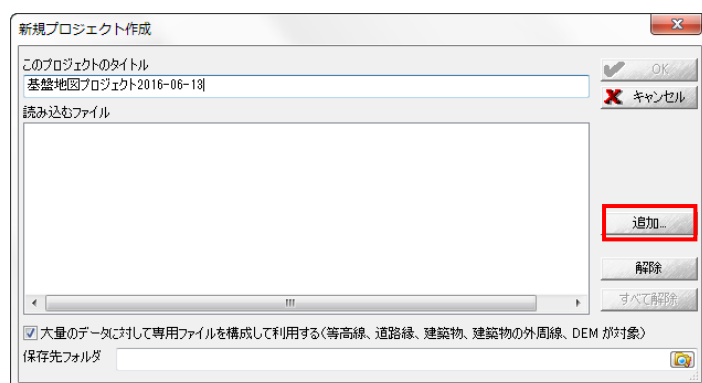 新規プロジェクト作成
このプロジェクトのタイトル
基盤地図プロジェクト2016-06-13
OK
キャンセル
読み込むファイル
追加...
解除
すべて解除
大量のデータに対して専用ファイルを構成して利用する(等高線、道路縁、建築物、建築物の外周線、DEM が対象)
保存先フォルダ